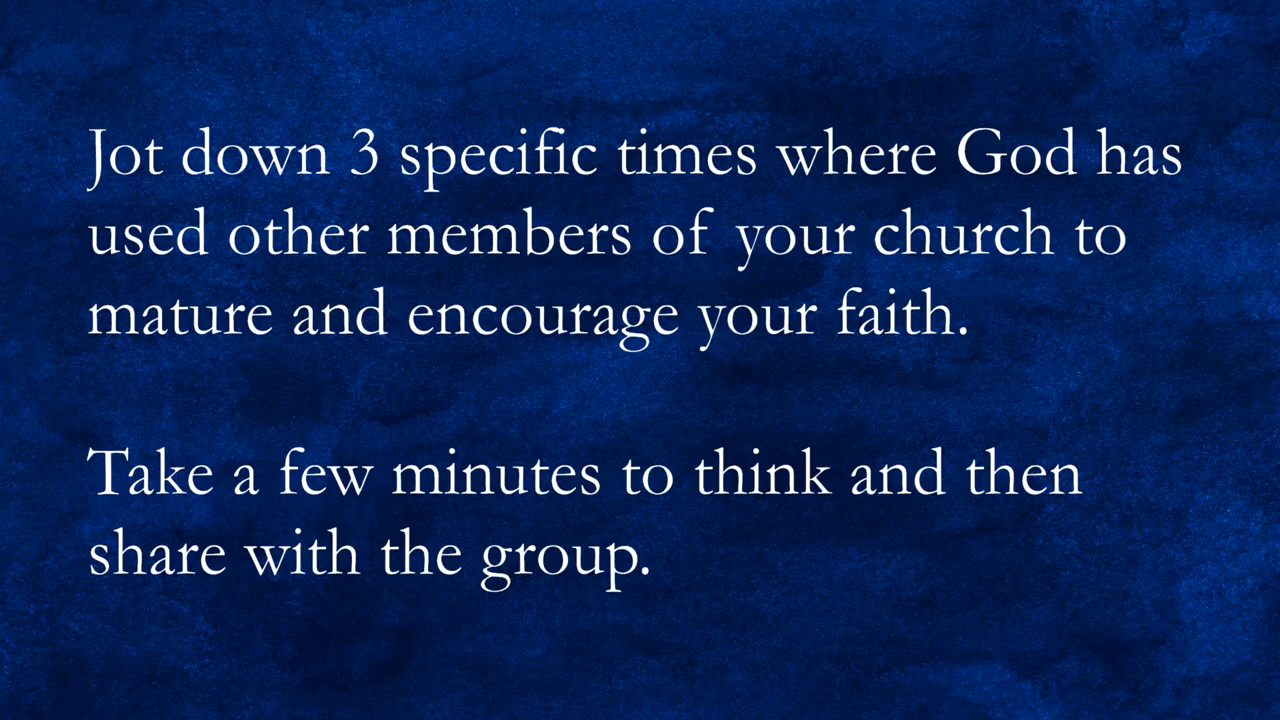 Jot down 3 specific times where God has
used other members of your church to
mature and encourage your faith.
Take a few minutes to think and then
share with the group.